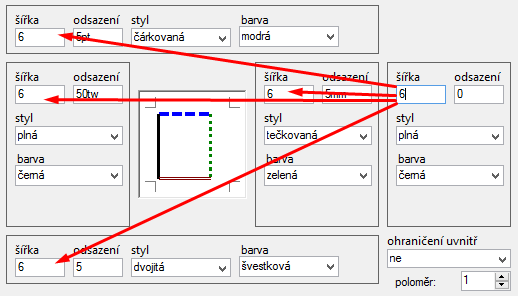 šířka odsazení styl barva
6 5pt čárkovaná modrá
šířka odsazení
6 50tw
styl
plná
barva
černá
šířka odsazení
6 5mm
styl
tečkovaná
barva
zelená
šířka odsazení
6 0
styl
plná
barva
černá
šířka odsazení styl barva
6 5 dvojitá švestková
ohraničení uvnitř
ne
poloměr: 1